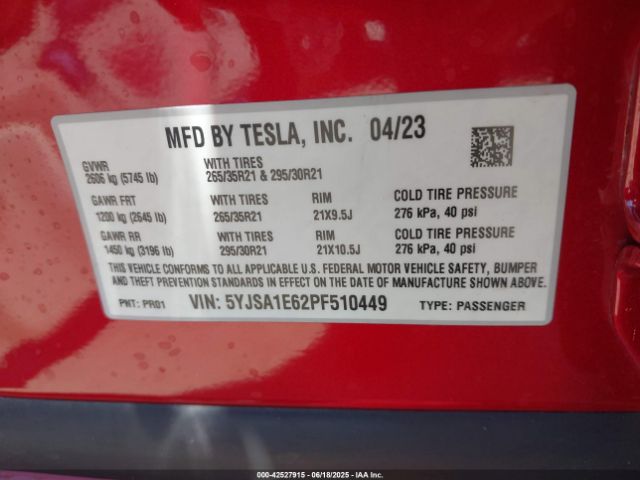 MFD BY TESLA, INC. 04/23
GVWR
2606 kg (5745 lb)
WITH TIRES
265/35R21 & 295/30R21
GAWR FRT
1200 kg (2645 lb)
WITH TIRES
265/35R21
RIM
21X9.5J
COLD TIRE PRESSURE
276 kPa, 40 psi
GAWR RR
1450 kg (3196 lb)
WITH TIRES
295/30R21
RIM
21X10.5J
COLD TIRE PRESSURE
276 kPa, 40 psi
THIS VEHICLE CONFORMS TO ALL APPLICABLE U.S. FEDERAL MOTOR VEHICLE SAFETY, BUMPER
AND THEFT PREVENTION STANDARDS IN EFFECT ON THE DATE OF MANUFACTURE SHOWN ABOVE.
PNT: PR01 VIN: 5YJSA1E62PF510449 TYPE: PASSENGER
000-42527915 - 06/18/2025 - IAA Inc.